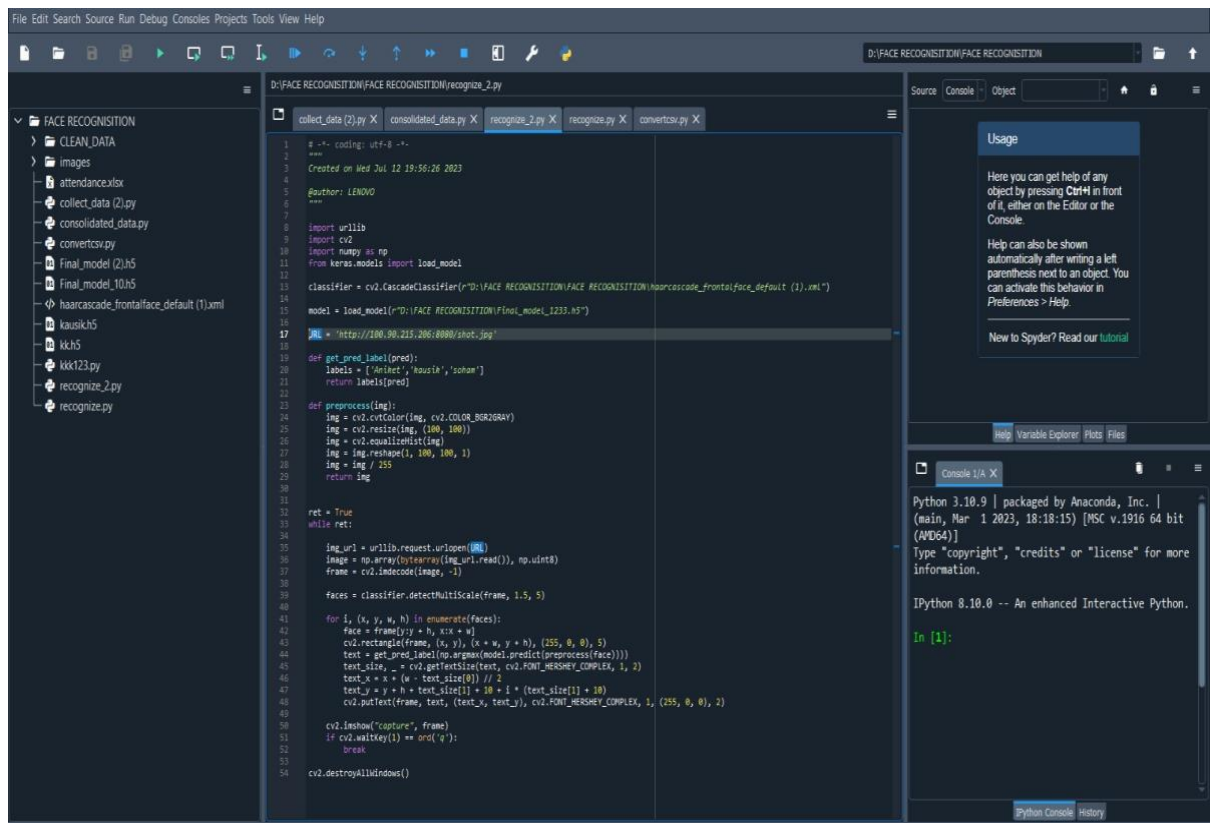 File Edit Search Source Run Debug Consoles Projects Tools View Help
D:\FACE RECOGNISITION\FACE RECOGNISITION
FACE RECOGNISITION
CLEAN_DATA
images
attendance.xlsx
collect_data (2).py
consolidated_data.py
convertcsv.py
Final_model (2).h5
Final_model_10.h5
haarcascade_frontalface_default (1).xml
kausik.h5
kk.h5
kkk123.py
recognize_2.py
recognize.py
D:\FACE RECOGNISITION\FACE RECOGNISITION\recognize_2.py
collect_data (2).py X consolidated_data.py X recognize_2.py X recognize.py X convertcsv.py X
1 # -*- coding: utf-8 -*-
2 """
3 Created on Wed Jul 12 19:56:26 2023
4
5 @author: LENOVO
6 """
7
8 import urllib
9 import cv2
10 import numpy as np
11 from keras.models import load_model
12
13 classifier = cv2.CascadeClassifier(r"D:\FACE RECOGNISITION\FACE RECOGNISITION\haarcascade_frontalface_default (1).xml")
14
15 model = load_model(r"D:\FACE RECOGNISITION\Final_model_1233.h5")
16
17 URL = 'http://100.90.215.206:8080/shot.jpg'
18
19 def get_pred_label(pred):
20 labels = ['Aniket','kausik','soham']
21 return labels[pred]
22
23 def preprocess(img):
24 img = cv2.cvtColor(img, cv2.COLOR_BGR2GRAY)
25 img = cv2.resize(img, (100, 100))
26 img = cv2.equalizeHist(img)
27 img = img.reshape(1, 100, 100, 1)
28 img = img / 255
29 return img
30
31
32 ret = True
33 while ret:
34
35 img_url = urllib.request.urlopen(URL)
36 image = np.array(bytearray(img_url.read()), np.uint8)
37 frame = cv2.imdecode(image, -1)
38
39 faces = classifier.detectMultiScale(frame, 1.5, 5)
40
41 for i, (x, y, w, h) in enumerate(faces):
42 face = frame[y:y + h, x:x + w]
43 cv2.rectangle(frame, (x, y), (x + w, y + h), (255, 0, 0), 5)
44 text = get_pred_label(np.argmax(model.predict(preprocess(face))))
45 text_size, _ = cv2.getTextSize(text, cv2.FONT_HERSHEY_COMPLEX, 1, 2)
46 text_x = x + (w - text_size[0]) // 2
47 text_y = y + h + text_size[1] + 10 + i * (text_size[1] + 10)
48 cv2.putText(frame, text, (text_x, text_y), cv2.FONT_HERSHEY_COMPLEX, 1, (255, 0, 0), 2)
49
50 cv2.imshow("capture", frame)
51 if cv2.waitKey(1) == ord('q'):
52 break
53
54 cv2.destroyAllWindows()
Source Console Object
Usage
Here you can get help of any
object by pressing Ctrl+I in front
of it, either on the Editor or the
Console.
Help can also be shown
automatically after writing a left
parenthesis next to an object. You
can activate this behavior in
Preferences > Help.
New to Spyder? Read our tutorial
Help Variable Explorer Plots Files
Console 1/A X
Python 3.10.9 | packaged by Anaconda, Inc. |
(main, Mar 1 2023, 18:18:15) [MSC v.1916 64 bit
(AMD64)]
Type "copyright", "credits" or "license" for more
information.
IPython 8.10.0 -- An enhanced Interactive Python.
In [1]:
IPython Console History